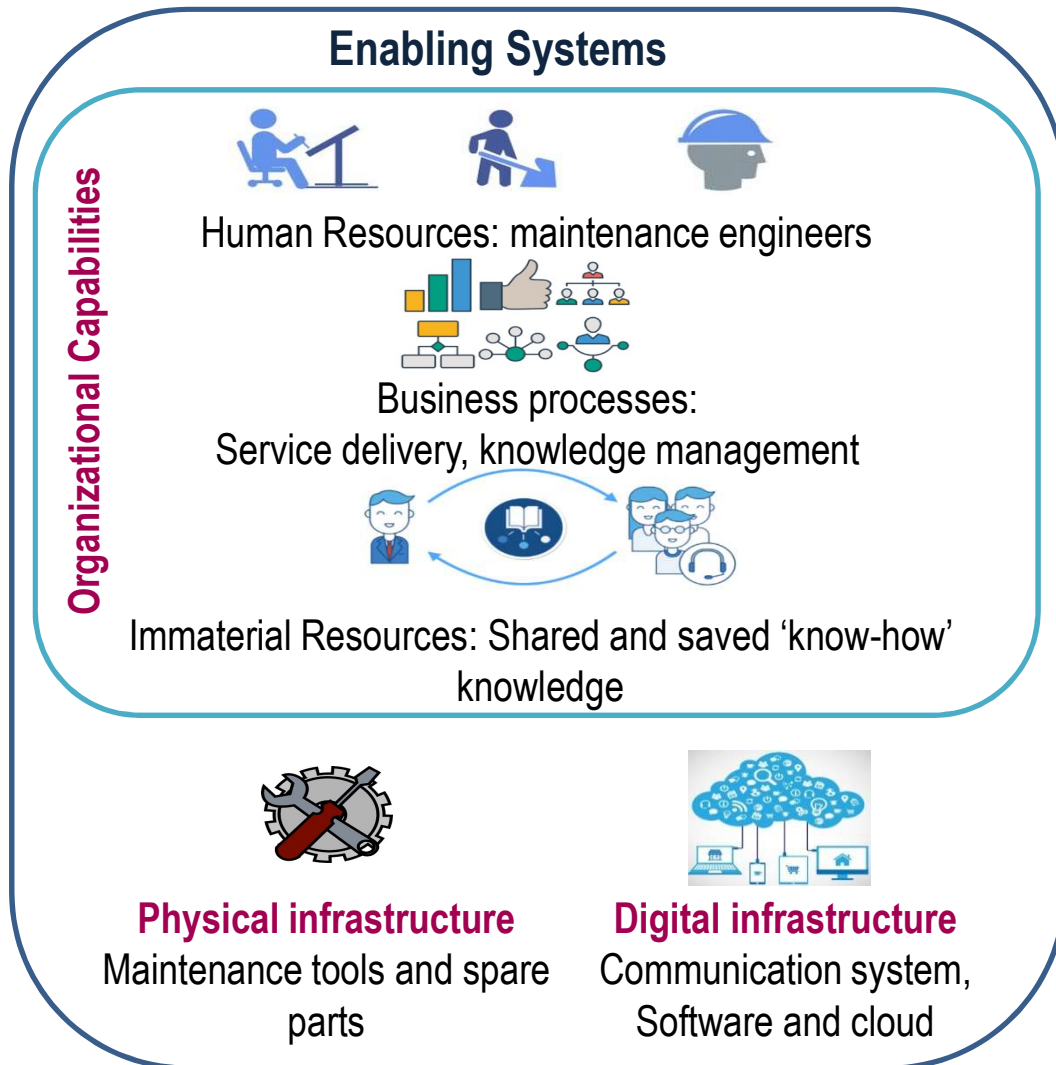 Enabling Systems
Organizational Capabilities
Human Resources: maintenance engineers
Business processes:
Service delivery, knowledge management
Immaterial Resources: Shared and saved ‘know-how’
knowledge
Physical infrastructure
Maintenance tools and spare
parts
Digital infrastructure
Communication system,
Software and cloud